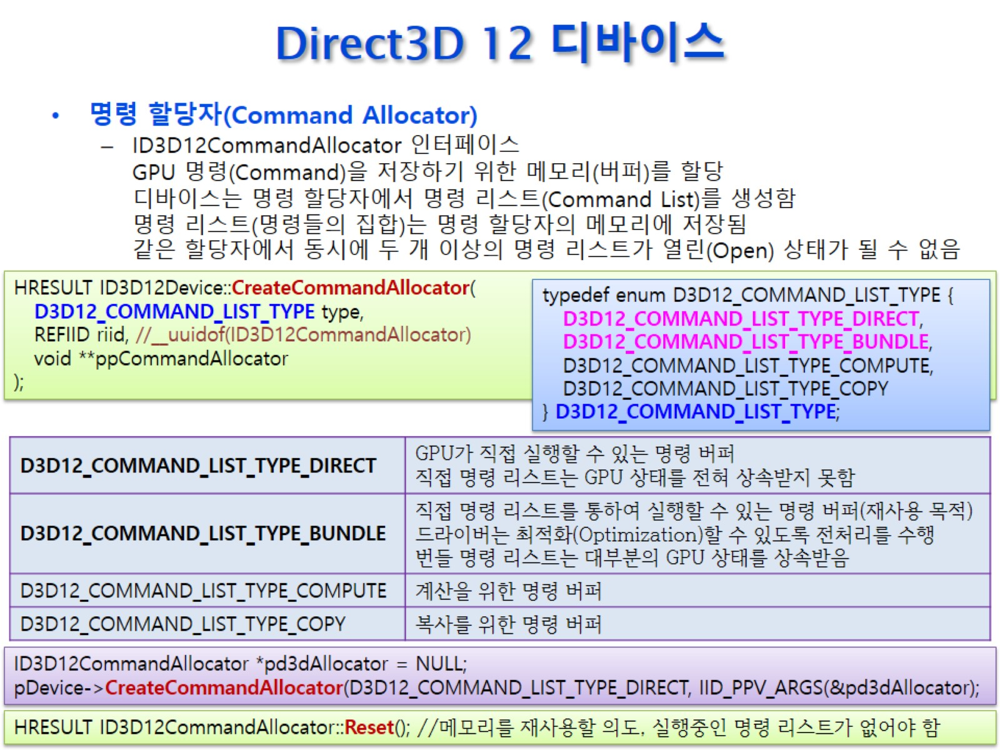 Direct3D 12 디바이스
• 명령 할당자(Command Allocator)
– ID3D12CommandAllocator 인터페이스
GPU 명령(Command)을 저장하기 위한 메모리(버퍼)를 할당
디바이스는 명령 할당자에서 명령 리스트(Command List)를 생성함
명령 리스트(명령들의 집합)는 명령 할당자의 메모리에 저장됨
같은 할당자에서 동시에 두 개 이상의 명령 리스트가 열린(Open) 상태가 될 수 없음
HRESULT ID3D12Device::CreateCommandAllocator(
D3D12_COMMAND_LIST_TYPE type,
REFIID riid, //__uuidof(ID3D12CommandAllocator)
void **ppCommandAllocator
);
typedef enum D3D12_COMMAND_LIST_TYPE {
D3D12_COMMAND_LIST_TYPE_DIRECT,
D3D12_COMMAND_LIST_TYPE_BUNDLE,
D3D12_COMMAND_LIST_TYPE_COMPUTE,
D3D12_COMMAND_LIST_TYPE_COPY
} D3D12_COMMAND_LIST_TYPE;
D3D12_COMMAND_LIST_TYPE_DIRECT
GPU가 직접 실행할 수 있는 명령 버퍼
직접 명령 리스트는 GPU 상태를 전혀 상속받지 못함
D3D12_COMMAND_LIST_TYPE_BUNDLE
직접 명령 리스트를 통하여 실행할 수 있는 명령 버퍼(재사용 목적)
드라이버는 최적화(Optimization)할 수 있도록 전처리를 수행
번들 명령 리스트는 대부분의 GPU 상태를 상속받음
D3D12_COMMAND_LIST_TYPE_COMPUTE
계산을 위한 명령 버퍼
D3D12_COMMAND_LIST_TYPE_COPY
복사를 위한 명령 버퍼
ID3D12CommandAllocator *pd3dAllocator = NULL;
pDevice->CreateCommandAllocator(D3D12_COMMAND_LIST_TYPE_DIRECT, IID_PPV_ARGS(&pd3dAllocator);
HRESULT ID3D12CommandAllocator::Reset(); //메모리를 재사용할 의도, 실행중인 명령 리스트가 없어야 함